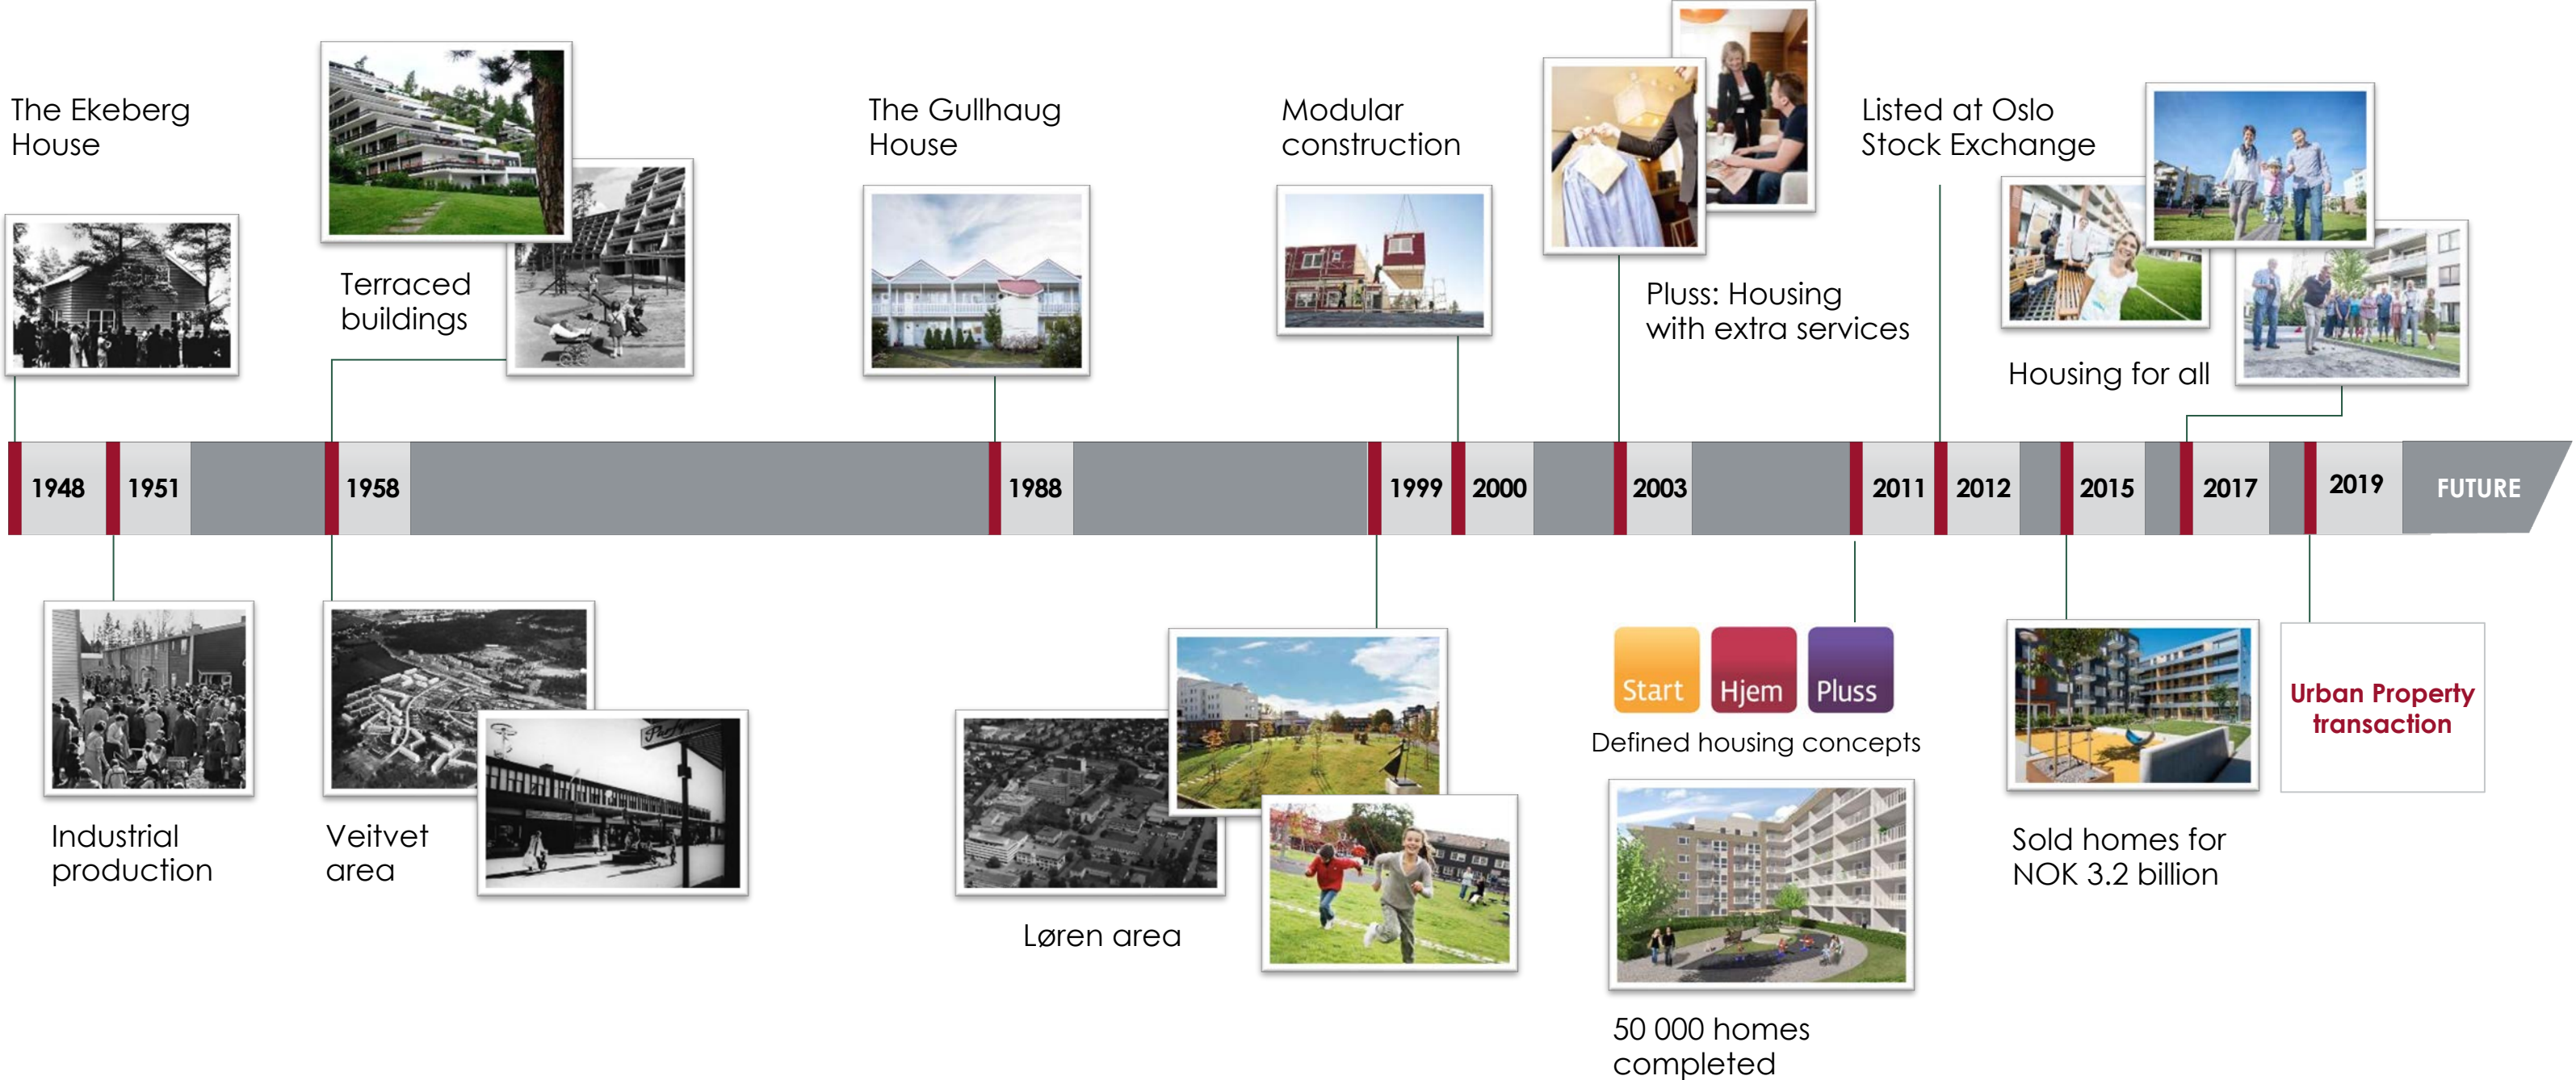 The Ekeberg
House
Terraced
buildings
The Gullhaug
House
Modular
construction
Pluss: Housing
with extra services
Listed at Oslo
Stock Exchange
Housing for all
1948
1951
1958
1988
1999
2000
2003
2011
2012
2015
2017
2019
FUTURE
Industrial
production
Veitvet
area
Løren area
Start
Hjem
Pluss
Defined housing concepts
50 000 homes
completed
Sold homes for
NOK 3.2 billion
Urban Property
transaction